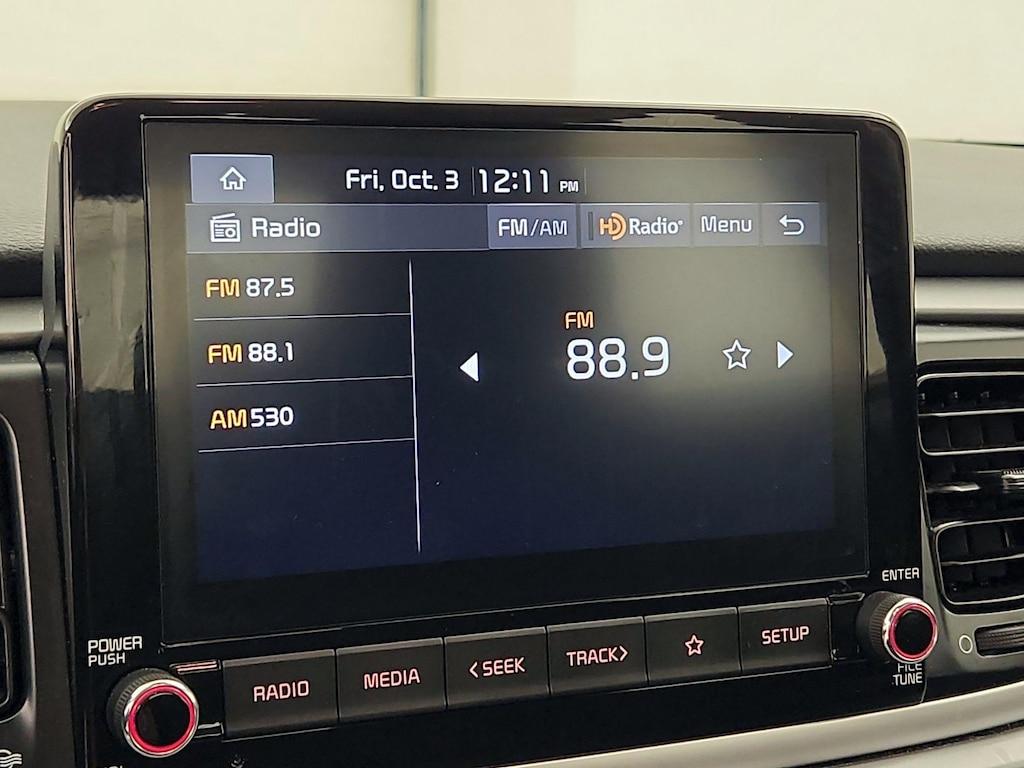 Fri, Oct. 3 12:11 PM
Radio FM/AM HD Radio® Menu
FM 87.5
FM 88.1
AM 530
FM
88.9
ENTER
POWER
PUSH
RADIO MEDIA <SEEK TRACK> SETUP
FILE
TUNE